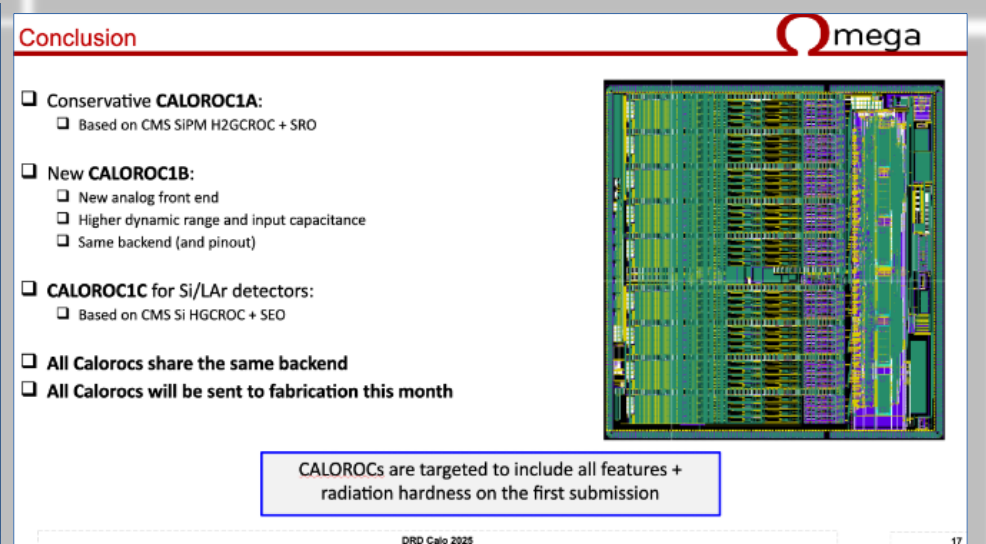 Conclusion
Omega
Conservative CALOROC1A:
Based on CMS SiPM H2GCROC + SRO
New CALOROC1B:
New analog front end
Higher dynamic range and input capacitance
Same backend (and pinout)
CALOROC1C for Si/LAr detectors:
Based on CMS Si HGCROC + SEO
All Calorocs share the same backend
All Calorocs will be sent to fabrication this month
CALOROCs are targeted to include all features +
radiation hardness on the first submission
DRD Calo 2025
17